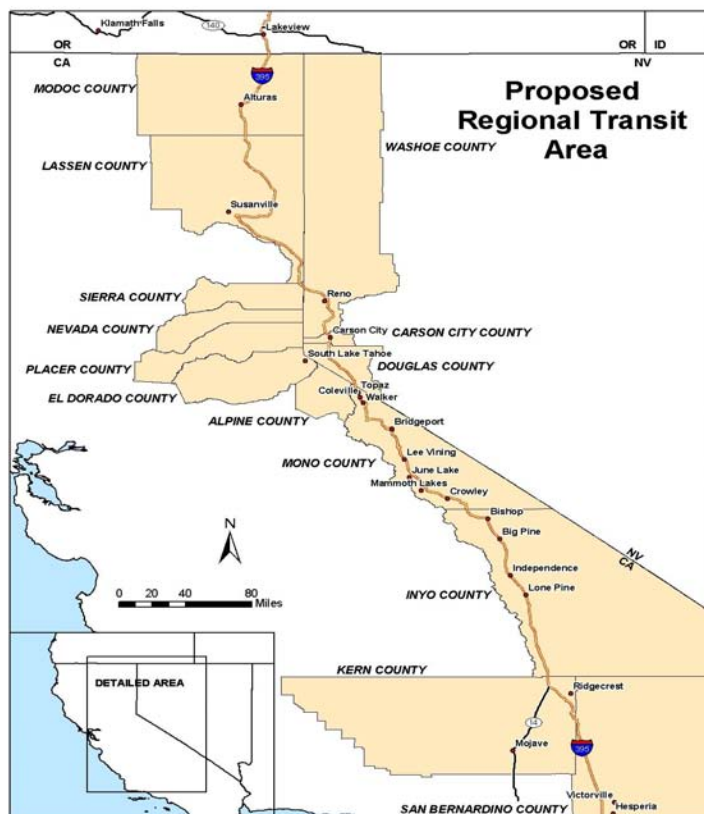 Klamath Falls
140
Lakeview
OR
OR
ID
CA
NV
395
MODOC COUNTY
Alturas
Proposed
Regional Transit
Area
WASHOE COUNTY
LASSEN COUNTY
Susanville
SIERRA COUNTY
Reno
NEVADA COUNTY
Carson City
CARSON CITY COUNTY
South Lake Tahoe
PLACER COUNTY
DOUGLAS COUNTY
EL DORADO COUNTY
Topaz
Coleville
Walker
ALPINE COUNTY
Bridgeport
MONO COUNTY
Lee Vining
June Lake
Mammoth Lakes
Crowley
Bishop
N
Big Pine
NV
CA
Independence
INYO COUNTY
Lone Pine
0 10 20 40 60 80
Miles
KERN COUNTY
DETAILED AREA
Ridgecrest
14
Mojave
395
Victorville
SAN BERNARDINO COUNTY
Hesperia